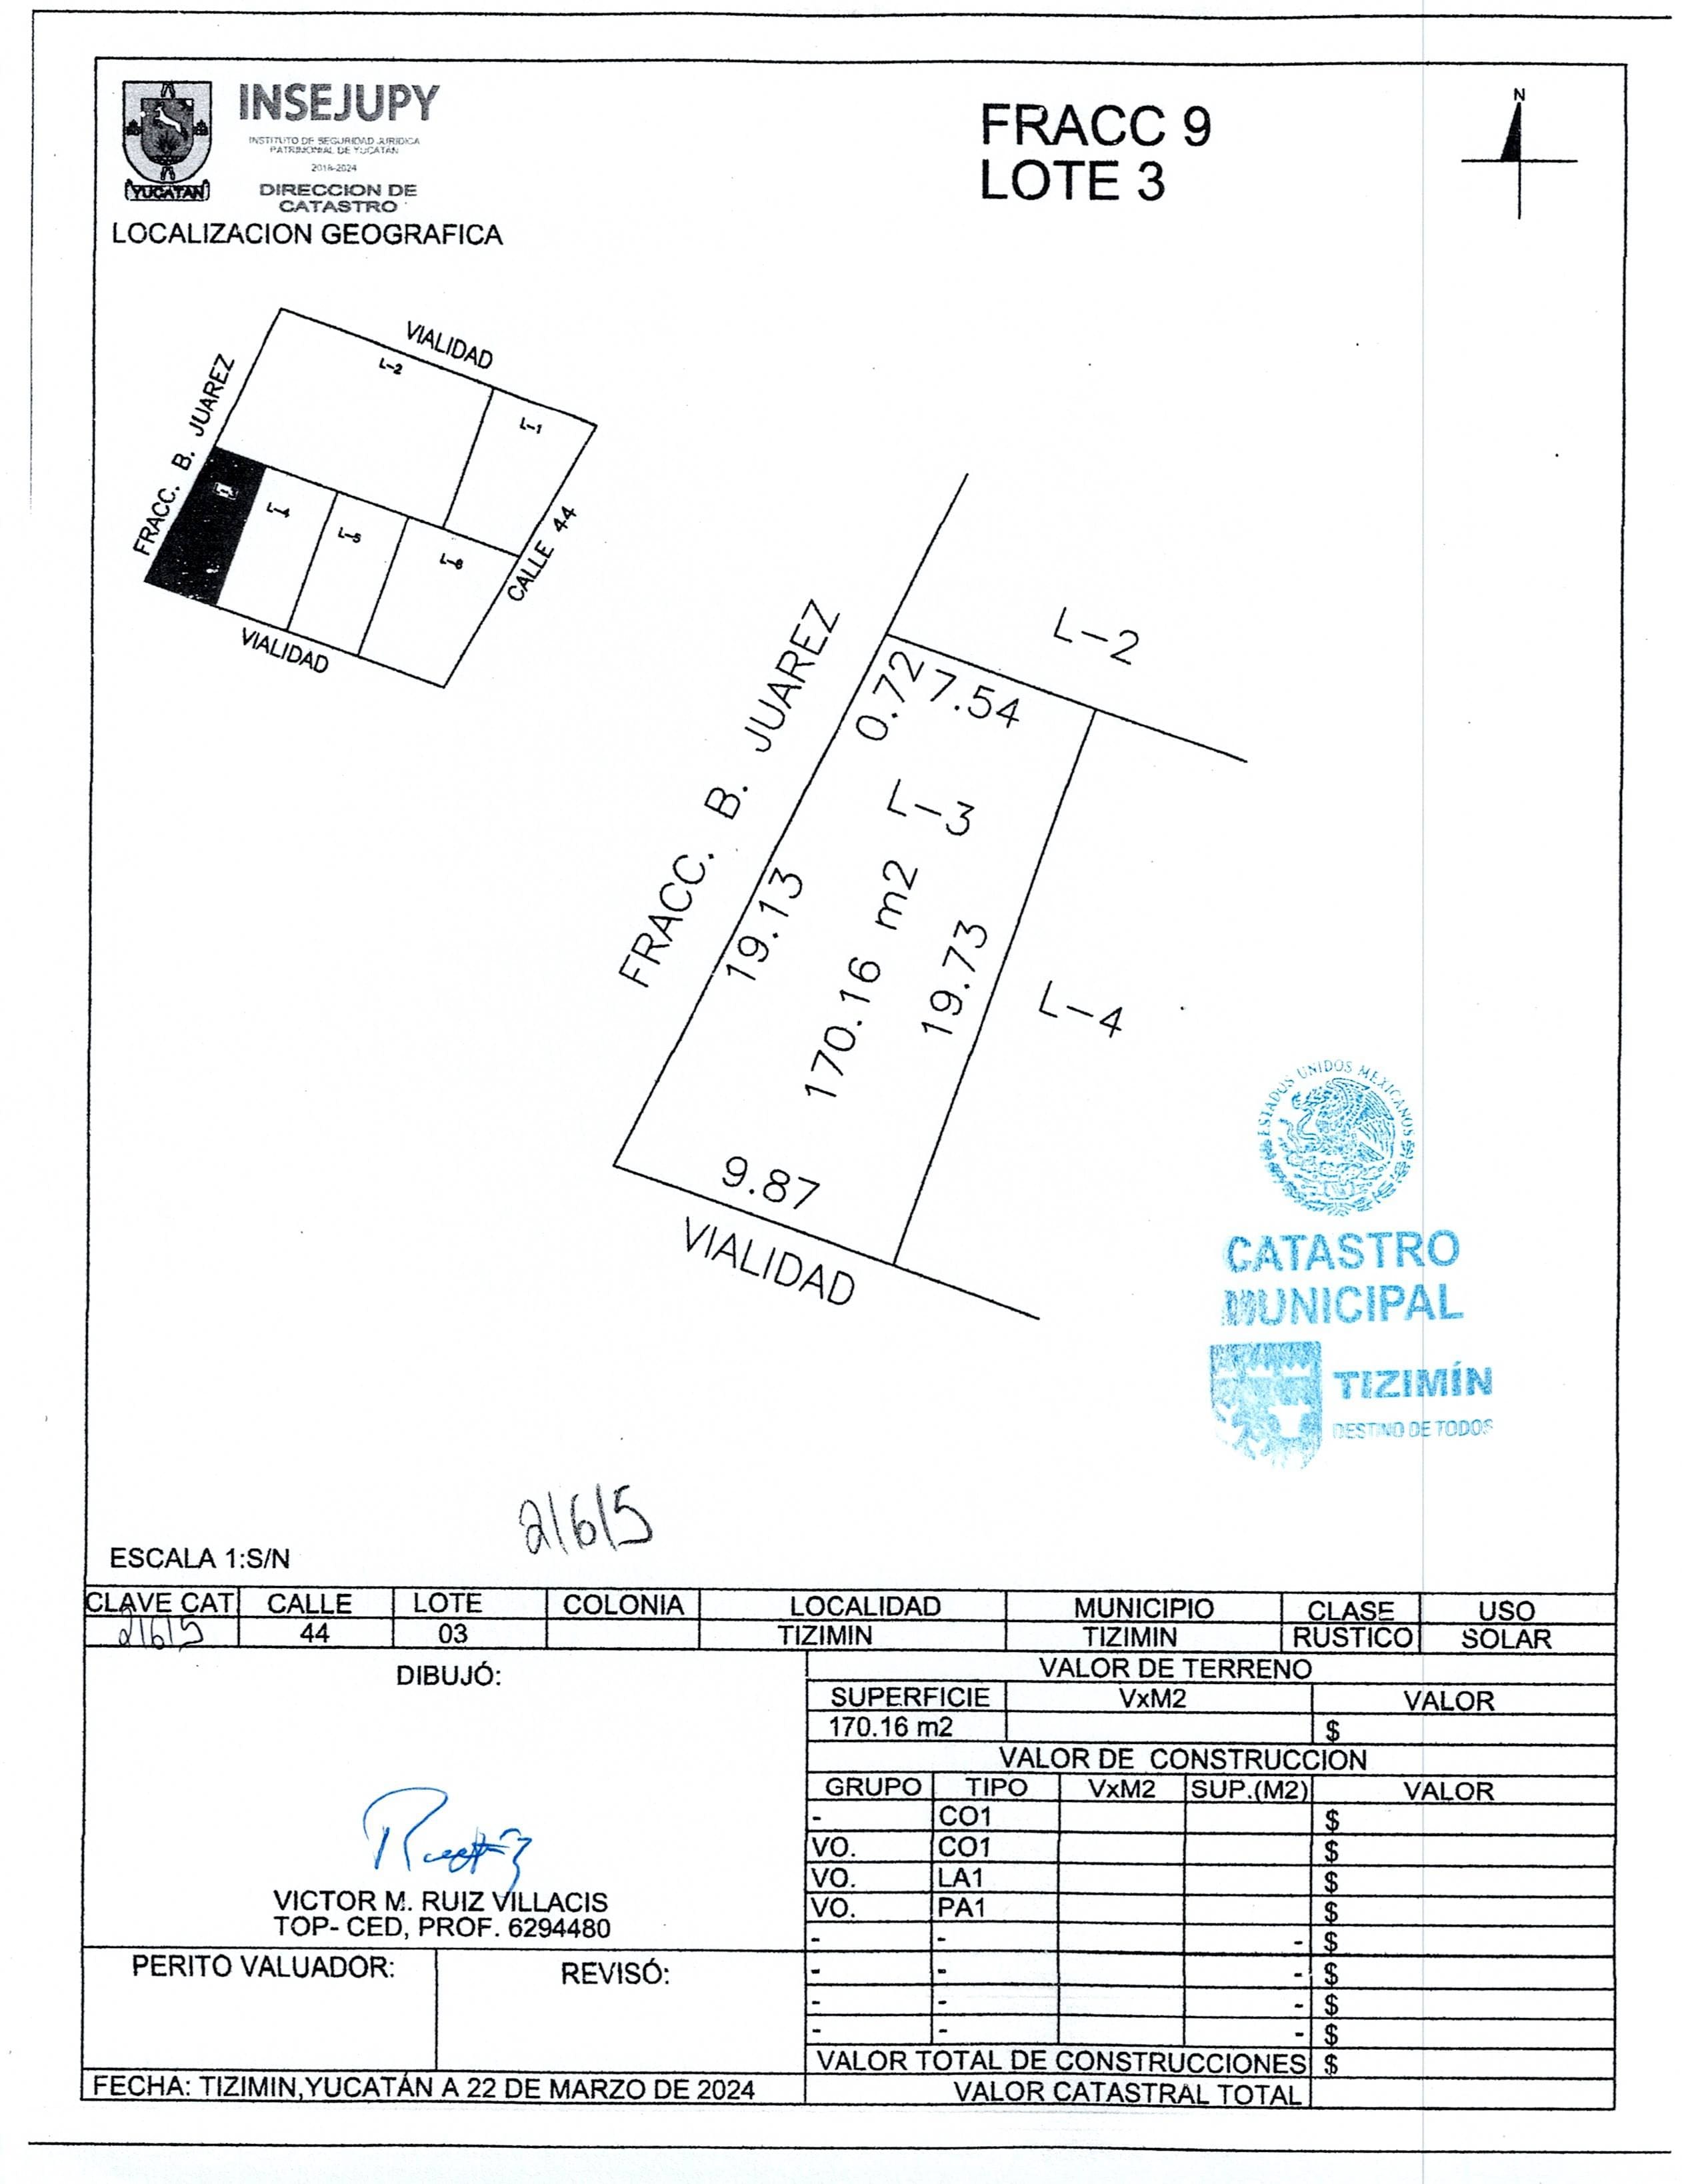 INSEJUPY
INSTITUTO DE SEGURIDAD JURIDICA
PATRIMONIAL DE YUCATAN
2018-2024
DIRECCION DE
CATASTRO
YUCATAN
LOCALIZACION GEOGRAFICA
FRACC 9
LOTE 3
N
VIALIDAD
L-2
L-1
FRACC. B. JUAREZ
L-3
L-4
L-5
L-6
CALLE 44
VIALIDAD
L-2
0.72
7.54
FRACC. B. JUAREZ
L-3
19.13
170.16 m2
19.73
L-4
9.87
VIALIDAD
ESTADOS UNIDOS MEXICANOS
CATASTRO
MUNICIPAL
TIZIMÍN
DESTINO DE TODOS
21615
ESCALA 1:S/N
CLAVE CAT CALLE LOTE COLONIA LOCALIDAD MUNICIPIO CLASE USO
21615 44 03 TIZIMIN TIZIMIN RUSTICO SOLAR
DIBUJÓ:
VICTOR M. RUIZ VILLACIS
TOP- CED, PROF. 6294480
PERITO VALUADOR: REVISÓ:
FECHA: TIZIMIN,YUCATÁN A 22 DE MARZO DE 2024
VALOR DE TERRENO
SUPERFICIE VxM2 VALOR
170.16 m2 $
VALOR DE CONSTRUCCION
GRUPO TIPO VxM2 SUP.(M2) VALOR
- CO1 $
VO. CO1 $
VO. LA1 $
VO. PA1 $
- - - $
- - - $
- - - $
- - - $
VALOR TOTAL DE CONSTRUCCIONES $
VALOR CATASTRAL TOTAL